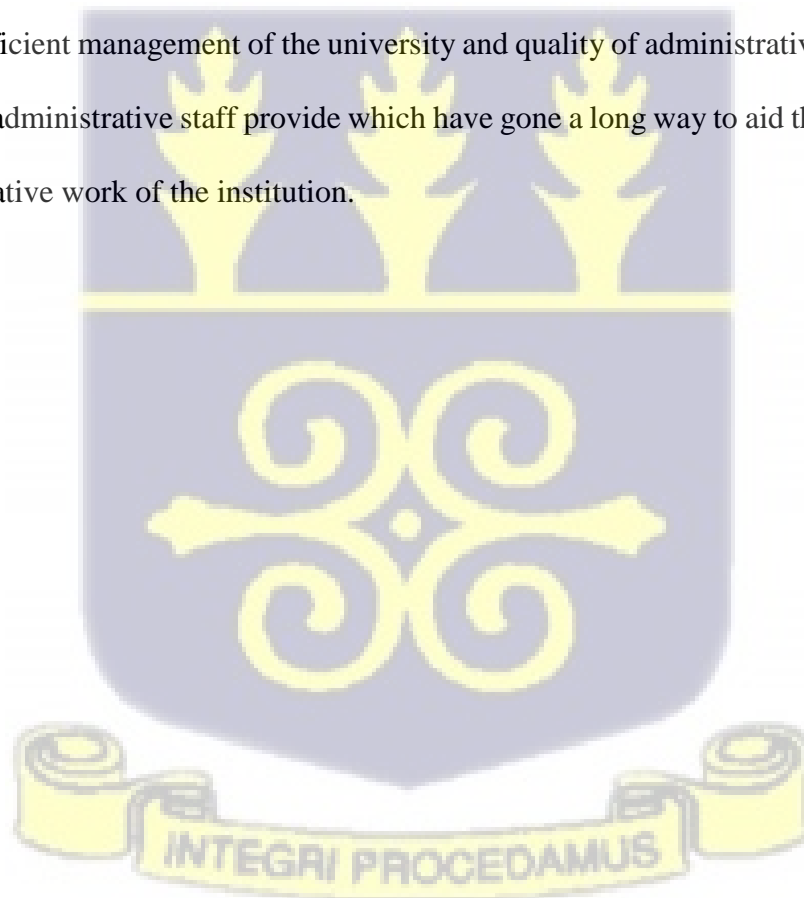 ficient management of the university and quality of administrativ
administrative staff provide which have gone a long way to aid th
ative work of the institution.
INTEGRI PROCEDAMUS